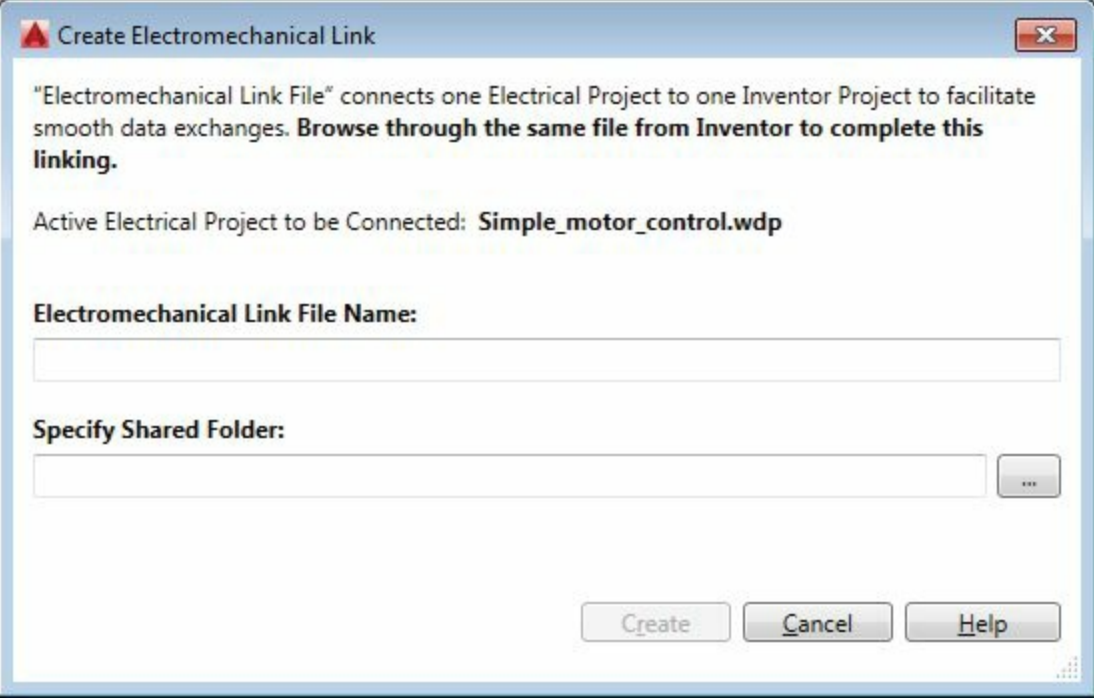 Create Electromechanical Link
"Electromechanical Link File" connects one Electrical Project to one Inventor Project to facilitate
smooth data exchanges. Browse through the same file from Inventor to complete this
linking.
Active Electrical Project to be Connected: Simple_motor_control.wdp
Electromechanical Link File Name:
Specify Shared Folder:
...
Create Cancel Help